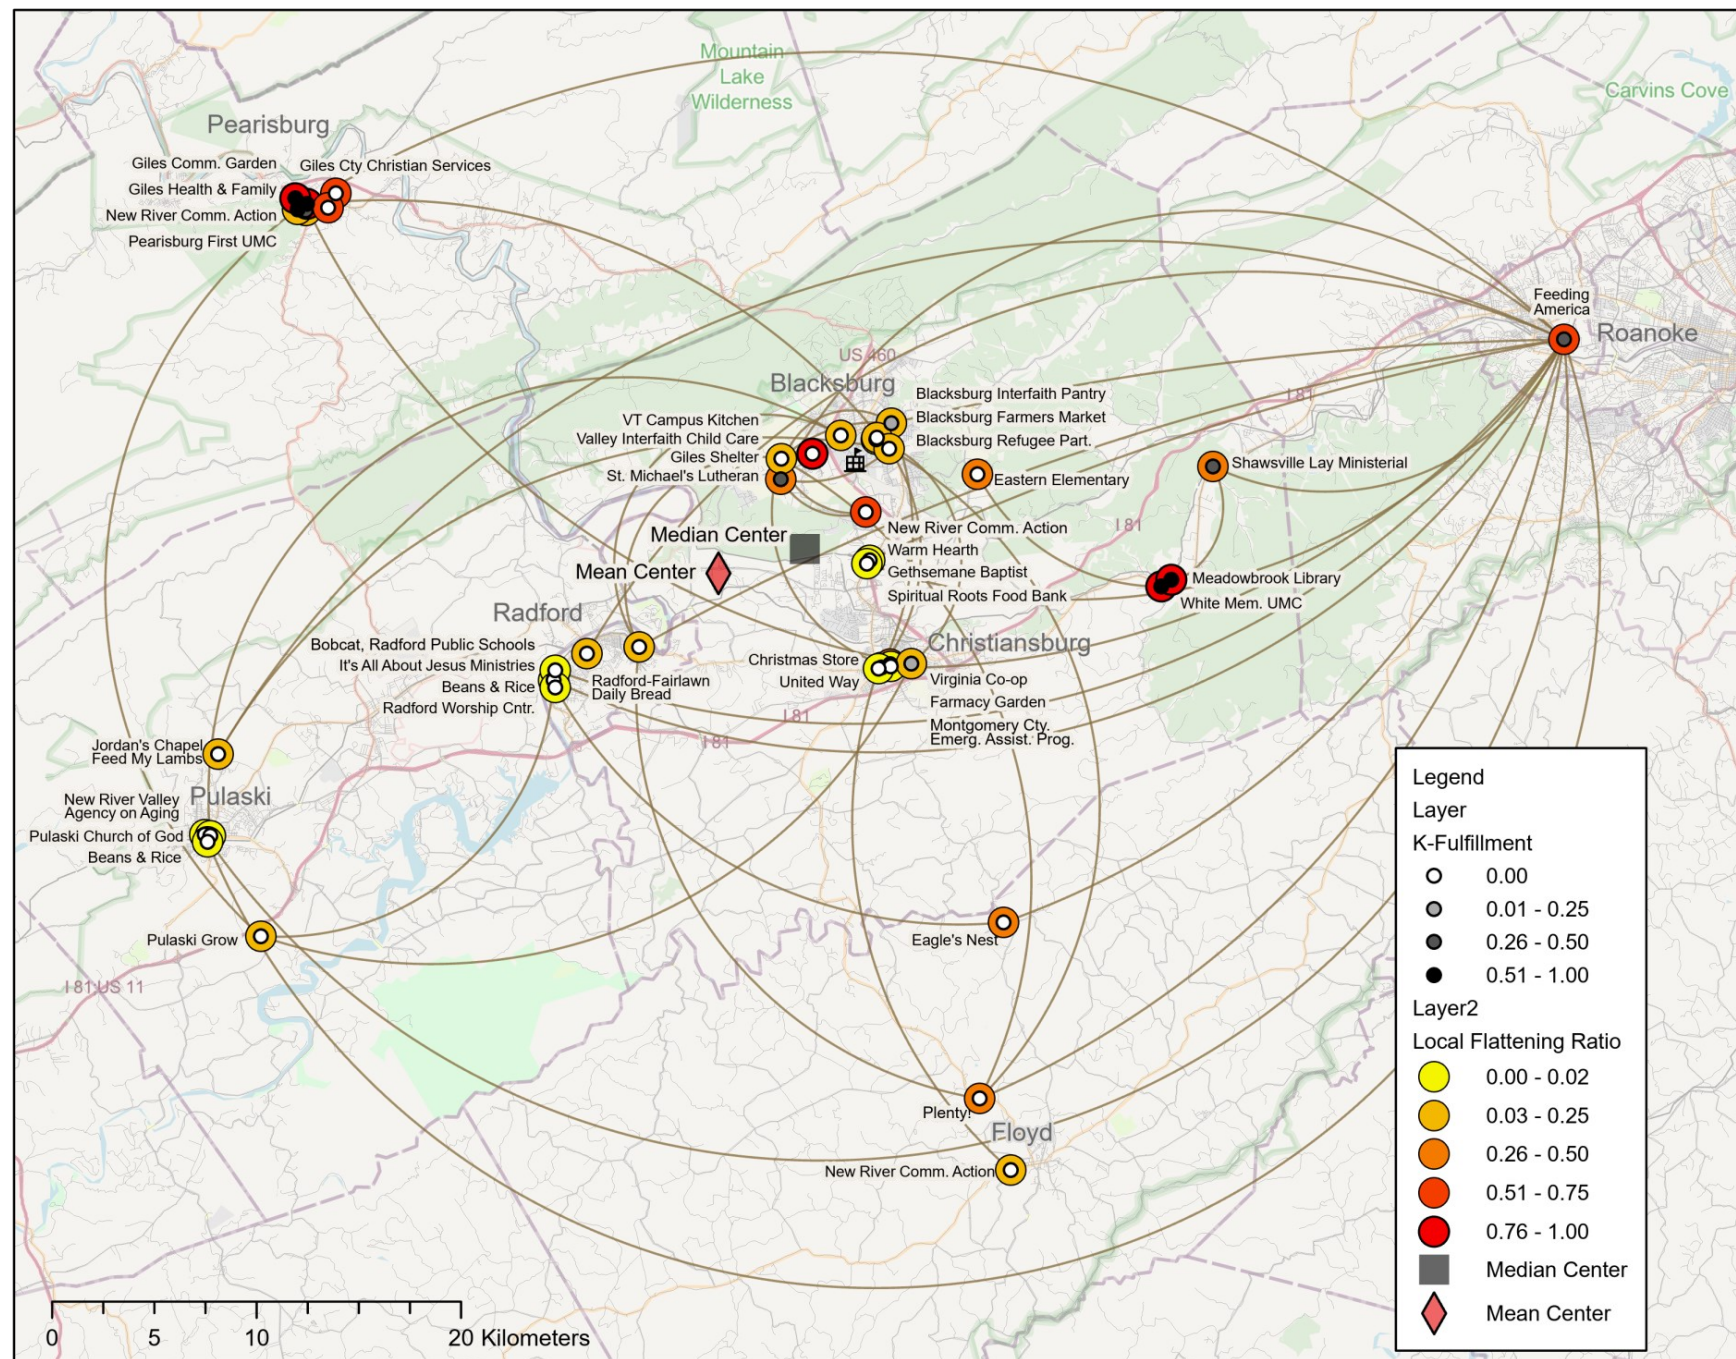 Mountain
Lake
Wilderness
Carvins Cove
Pearisburg
Giles Comm. Garden
Giles Cty Christian Services
Giles Health & Family
New River Comm. Action
Pearisburg First UMC
Feeding
America
Roanoke
US 460
Blacksburg
I 81
Blacksburg Interfaith Pantry
VT Campus Kitchen
Blacksburg Farmers Market
Valley Interfaith Child Care
Blacksburg Refugee Part.
Giles Shelter
St. Michael's Lutheran
Shawsville Lay Ministerial
Eastern Elementary
I 81
New River Comm. Action
Median Center
Warm Hearth
Mean Center
Gethsemane Baptist
Meadowbrook Library
Spiritual Roots Food Bank
White Mem. UMC
Radford
Christiansburg
Bobcat, Radford Public Schools
It's All About Jesus Ministries
Christmas Store
Beans & Rice
Radford-Fairlawn
Daily Bread
United Way
Virginia Co-op
Radford Worship Cntr.
Farmacy Garden
I 81
Montgomery Cty.
Emerg. Assist. Prog.
I 81
Jordan's Chapel
Feed My Lambs
Pulaski
New River Valley
Agency on Aging
Pulaski Church of God
Beans & Rice
Pulaski Grow
Eagle's Nest
I 81;US 11
Plenty!
Floyd
New River Comm. Action
Legend
Layer
K-Fulfillment
0.00
0.01 - 0.25
0.26 - 0.50
0.51 - 1.00
Layer2
Local Flattening Ratio
0.00 - 0.02
0.03 - 0.25
0.26 - 0.50
0.51 - 0.75
0.76 - 1.00
Median Center
Mean Center
0 5 10 20 Kilometers